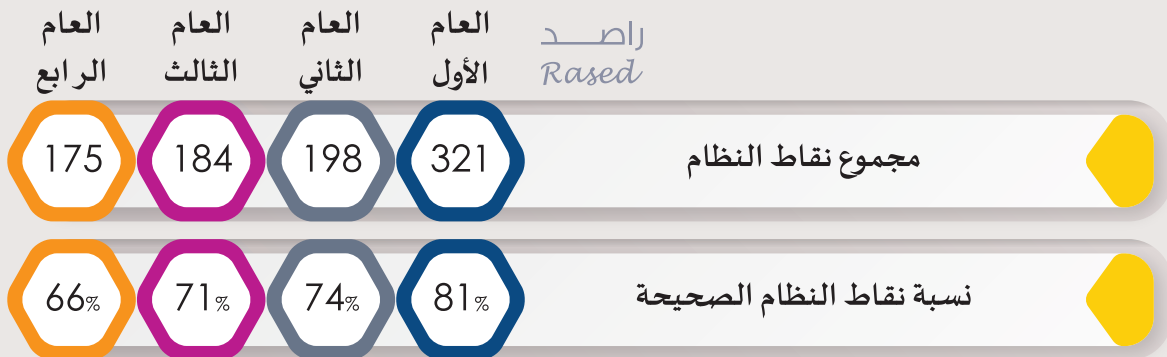 راصد
Rased
العام الأول
العام الثاني
العام الثالث
العام الرابع
مجموع نقاط النظام
321
198
184
175
نسبة نقاط النظام الصحيحة
81%
74%
71%
66%